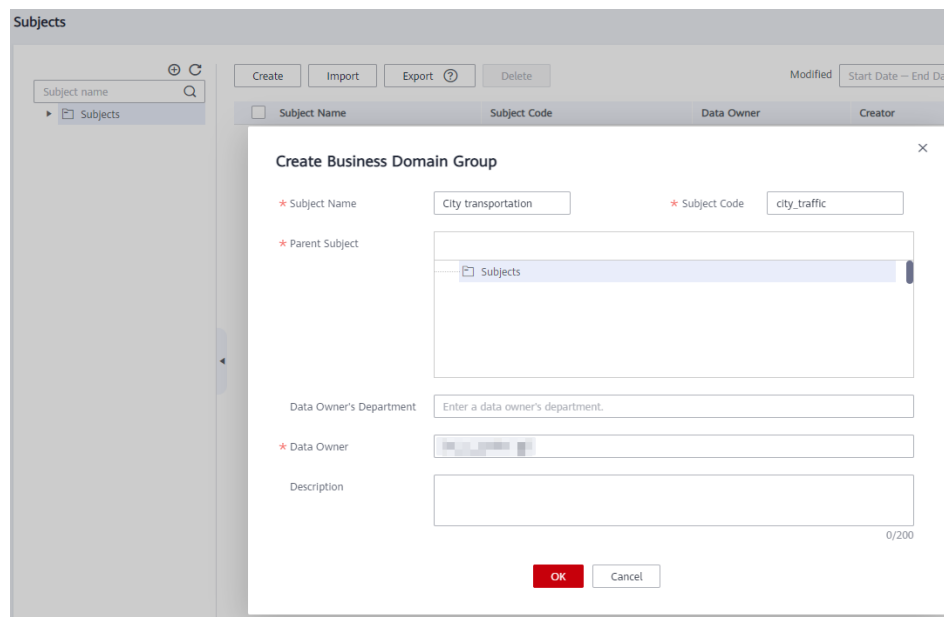 Subjects
Create Import Export ? Delete Modified Start Date — End Da
Subject name
Subjects
Subject Name Subject Code Data Owner Creator
Create Business Domain Group
* Subject Name City transportation * Subject Code city_traffic
* Parent Subject
Subjects
Data Owner's Department Enter a data owner's department.
* Data Owner
Description
0/200
OK Cancel